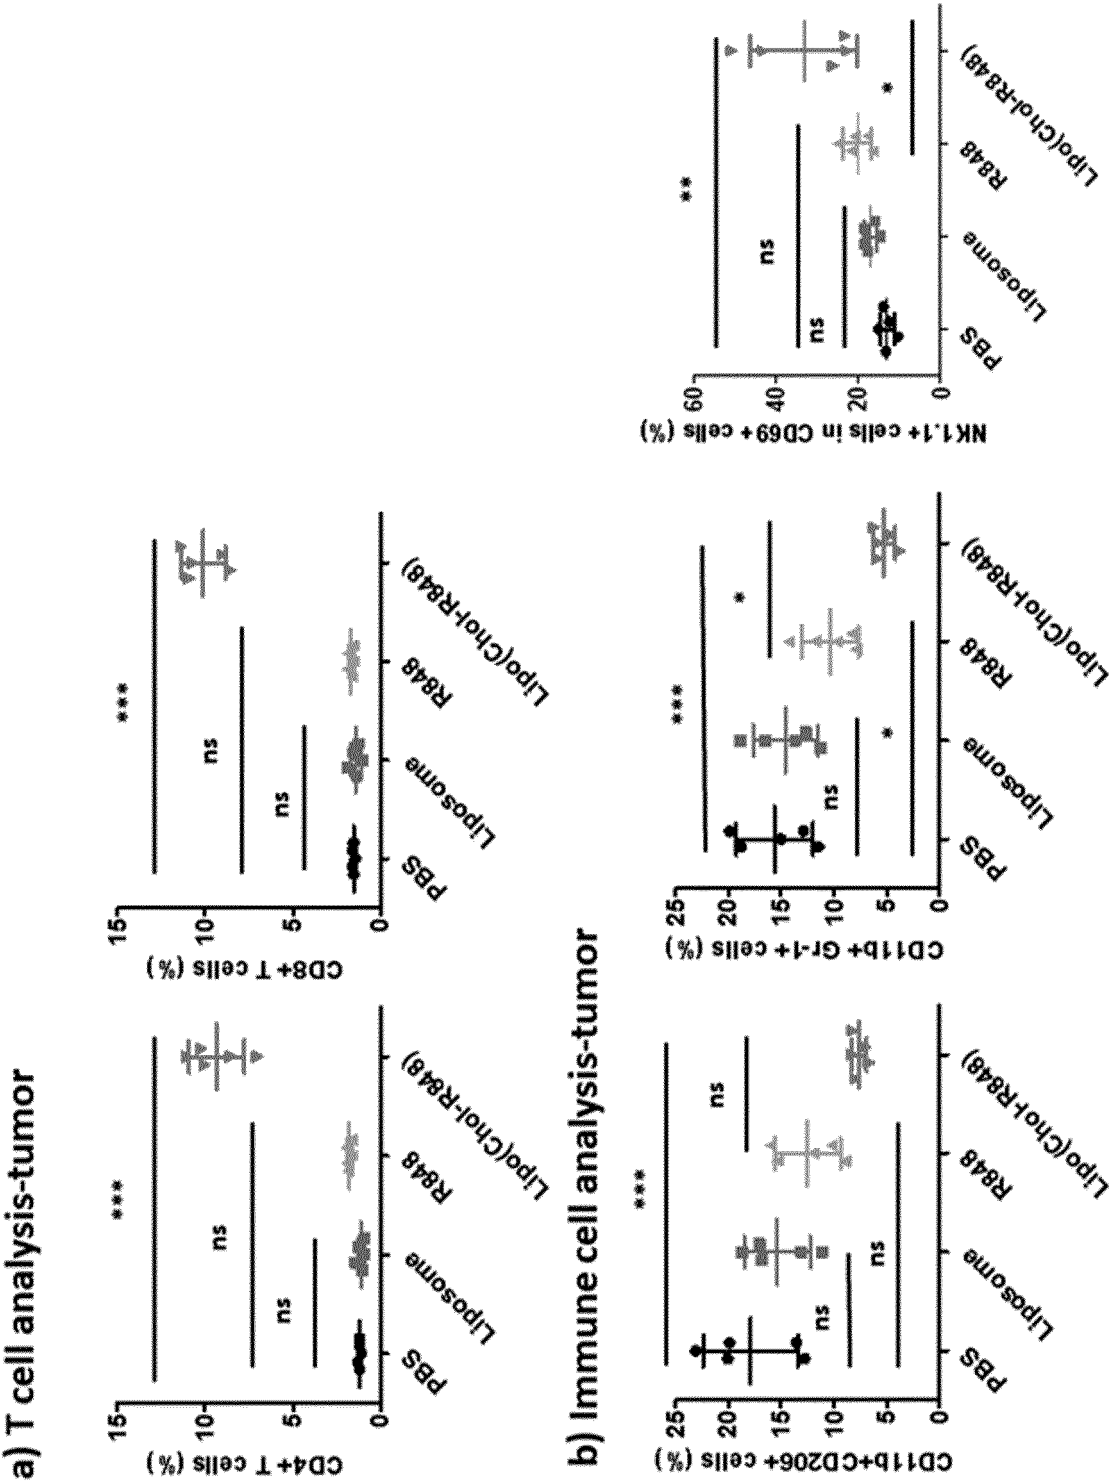 a) T cell analysis-tumor
CD4+ T cells (%)
15
10
5
0
***
ns
ns
PBS
Liposome
R848
Lipo(Chol-R848)
CD8+ T cells (%)
15
10
5
0
***
ns
ns
PBS
Liposome
R848
Lipo(Chol-R848)
b) Immune cell analysis-tumor
CD11b+CD206+ cells (%)
25
20
15
10
5
0
***
ns
ns
ns
PBS
Liposome
R848
Lipo(Chol-R848)
CD11b+ Gr-1+ cells (%)
25
20
15
10
5
0
***
*
ns
*
PBS
Liposome
R848
Lipo(Chol-R848)
NK1.1+ cells in CD69+ cells (%)
60
40
20
0
**
ns
ns
*
PBS
Liposome
R848
Lipo(Chol-R848)